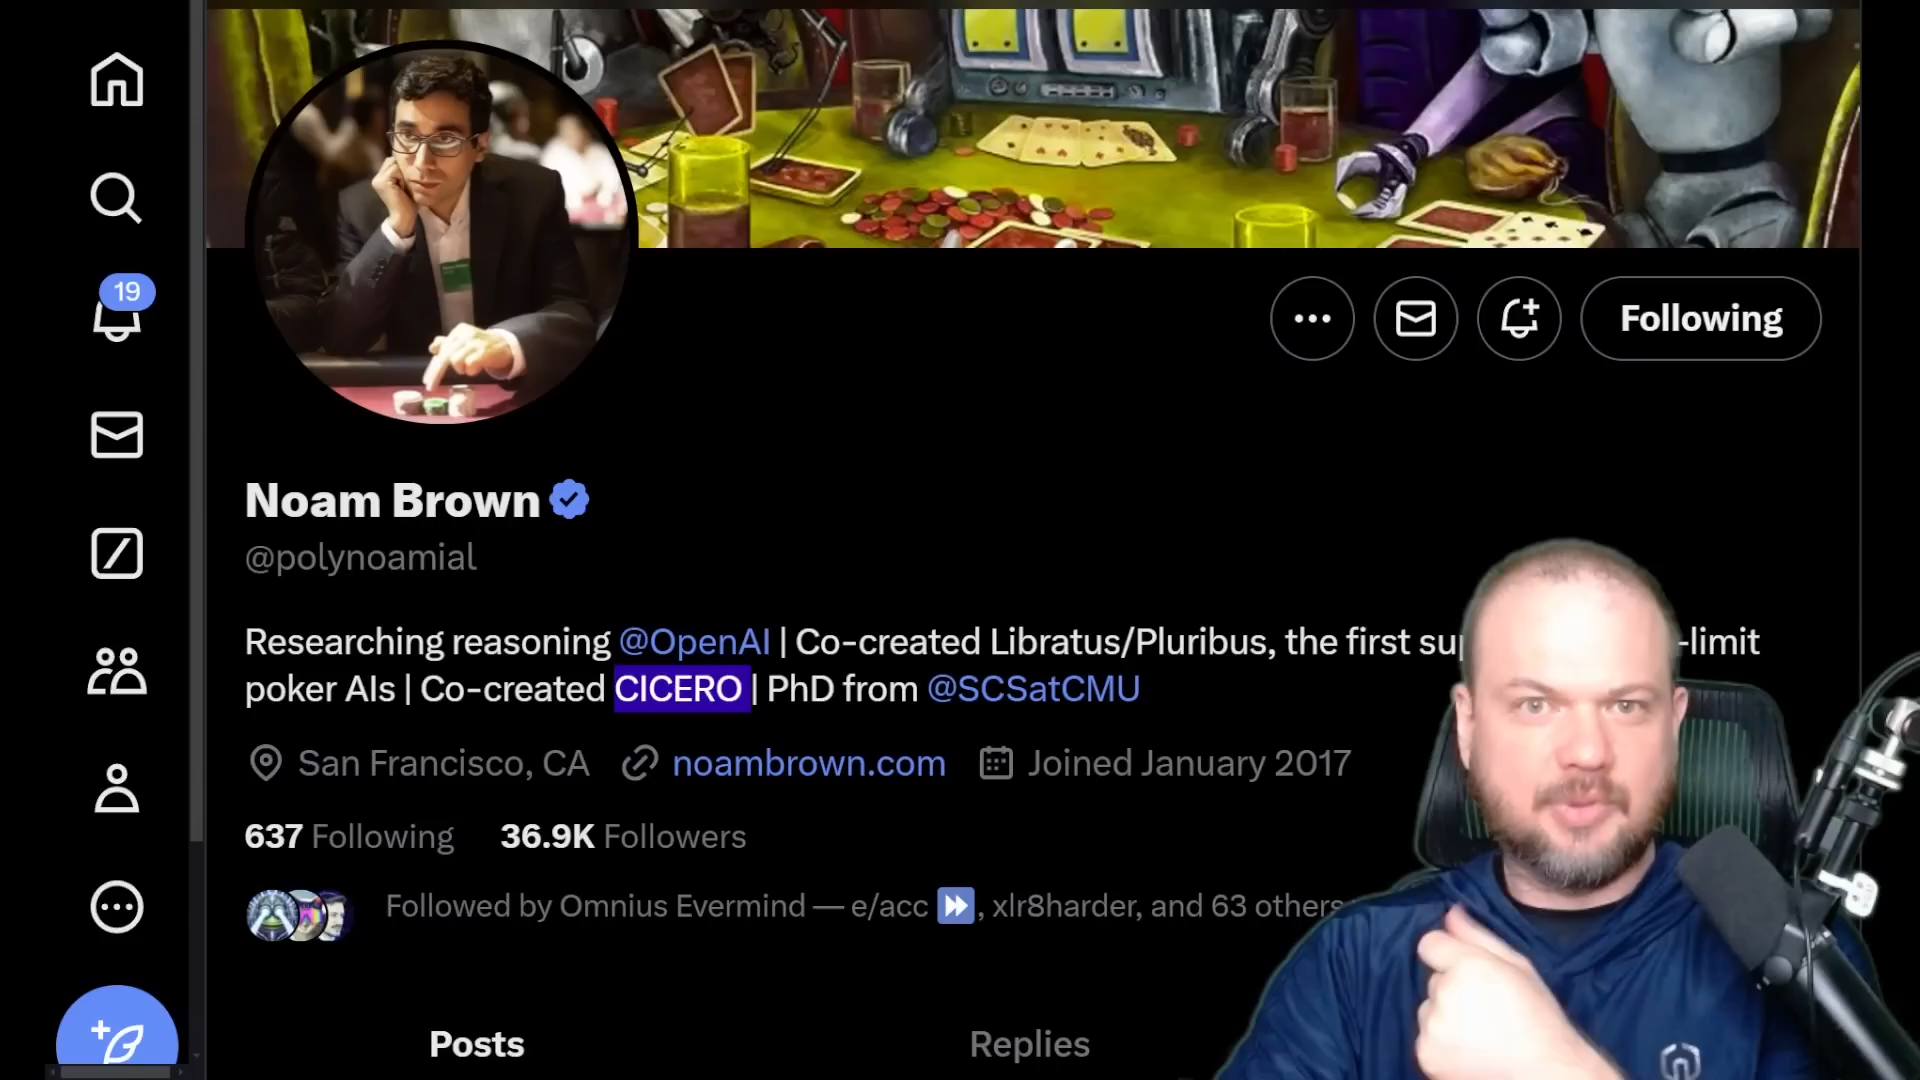 19
Following
Noam Brown
@polynoamial
Researching reasoning @OpenAI | Co-created Libratus/Pluribus, the first -limit
poker AIs | Co-created CICERO | PhD from @SCSatCMU
San Francisco, CA noambrown.com Joined January 2017
637 Following 36.9K Followers
Followed by Omnius Evermind — e/acc ⏩, xlr8harder, and 63 others
Posts Replies